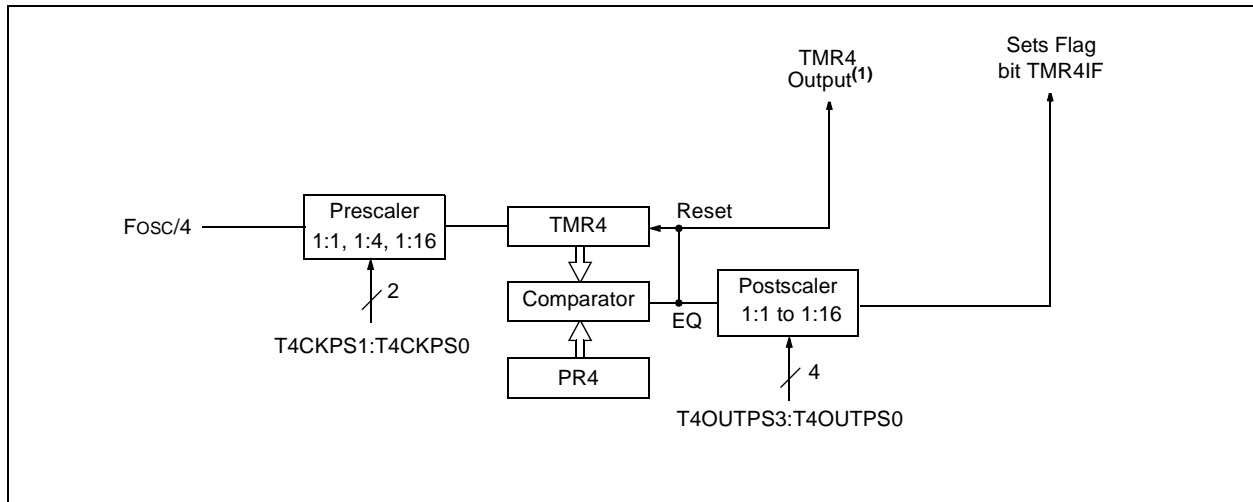 TMR4
Output(1)
Sets Flag
bit TMR4IF
FOSC/4
Prescaler
1:1, 1:4, 1:16
2
T4CKPS1:T4CKPS0
TMR4
Reset
Comparator
EQ
PR4
Postscaler
1:1 to 1:16
4
T4OUTPS3:T4OUTPS0